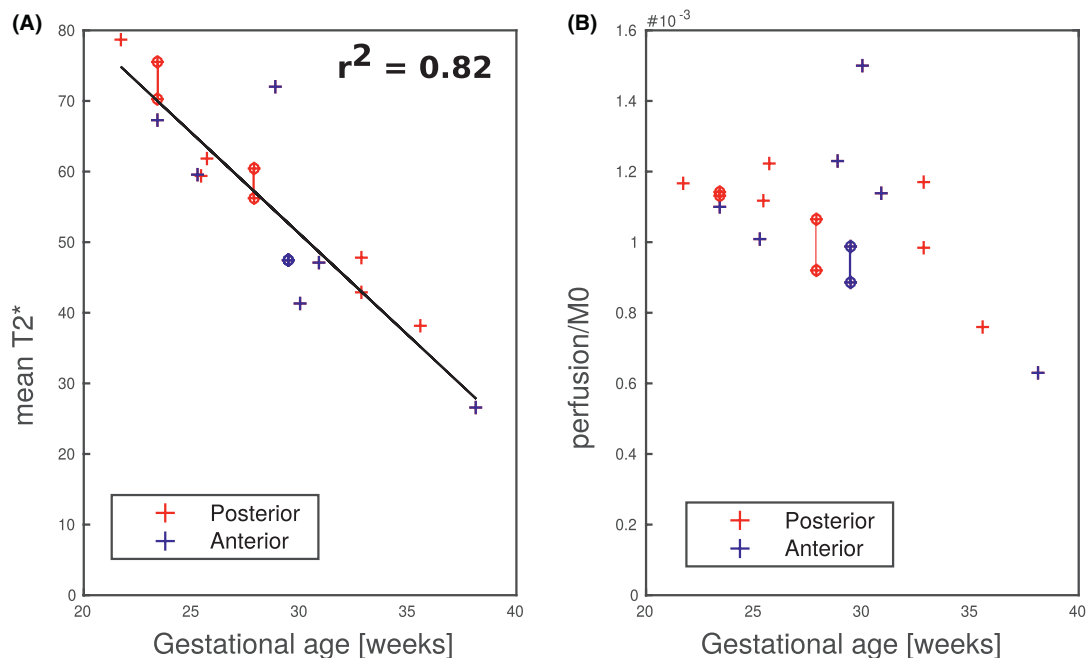 (A)
r² = 0.82
mean T2*
80
70
60
50
40
30
20
10
0
20
25
30
35
40
Gestational age [weeks]
Posterior
Anterior
(B)
#10⁻³
perfusion/M0
1.6
1.4
1.2
1
0.8
0.6
0.4
0.2
0
20
25
30
35
40
Gestational age [weeks]
Posterior
Anterior